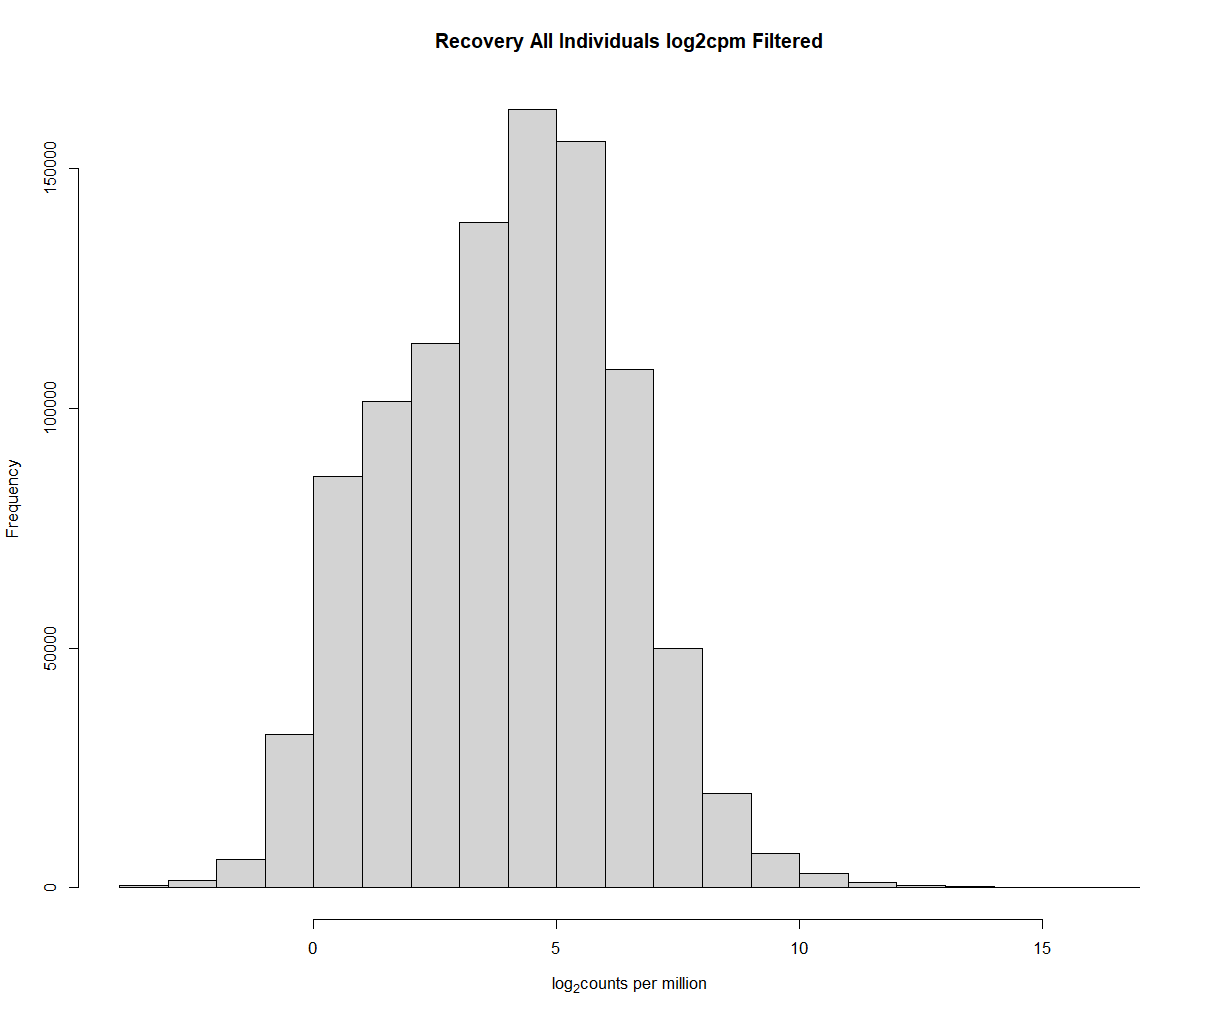 Recovery All Individuals log2cpm Filtered
150000
100000
50000
0
Frequency
0 5 10 15
log₂counts per million